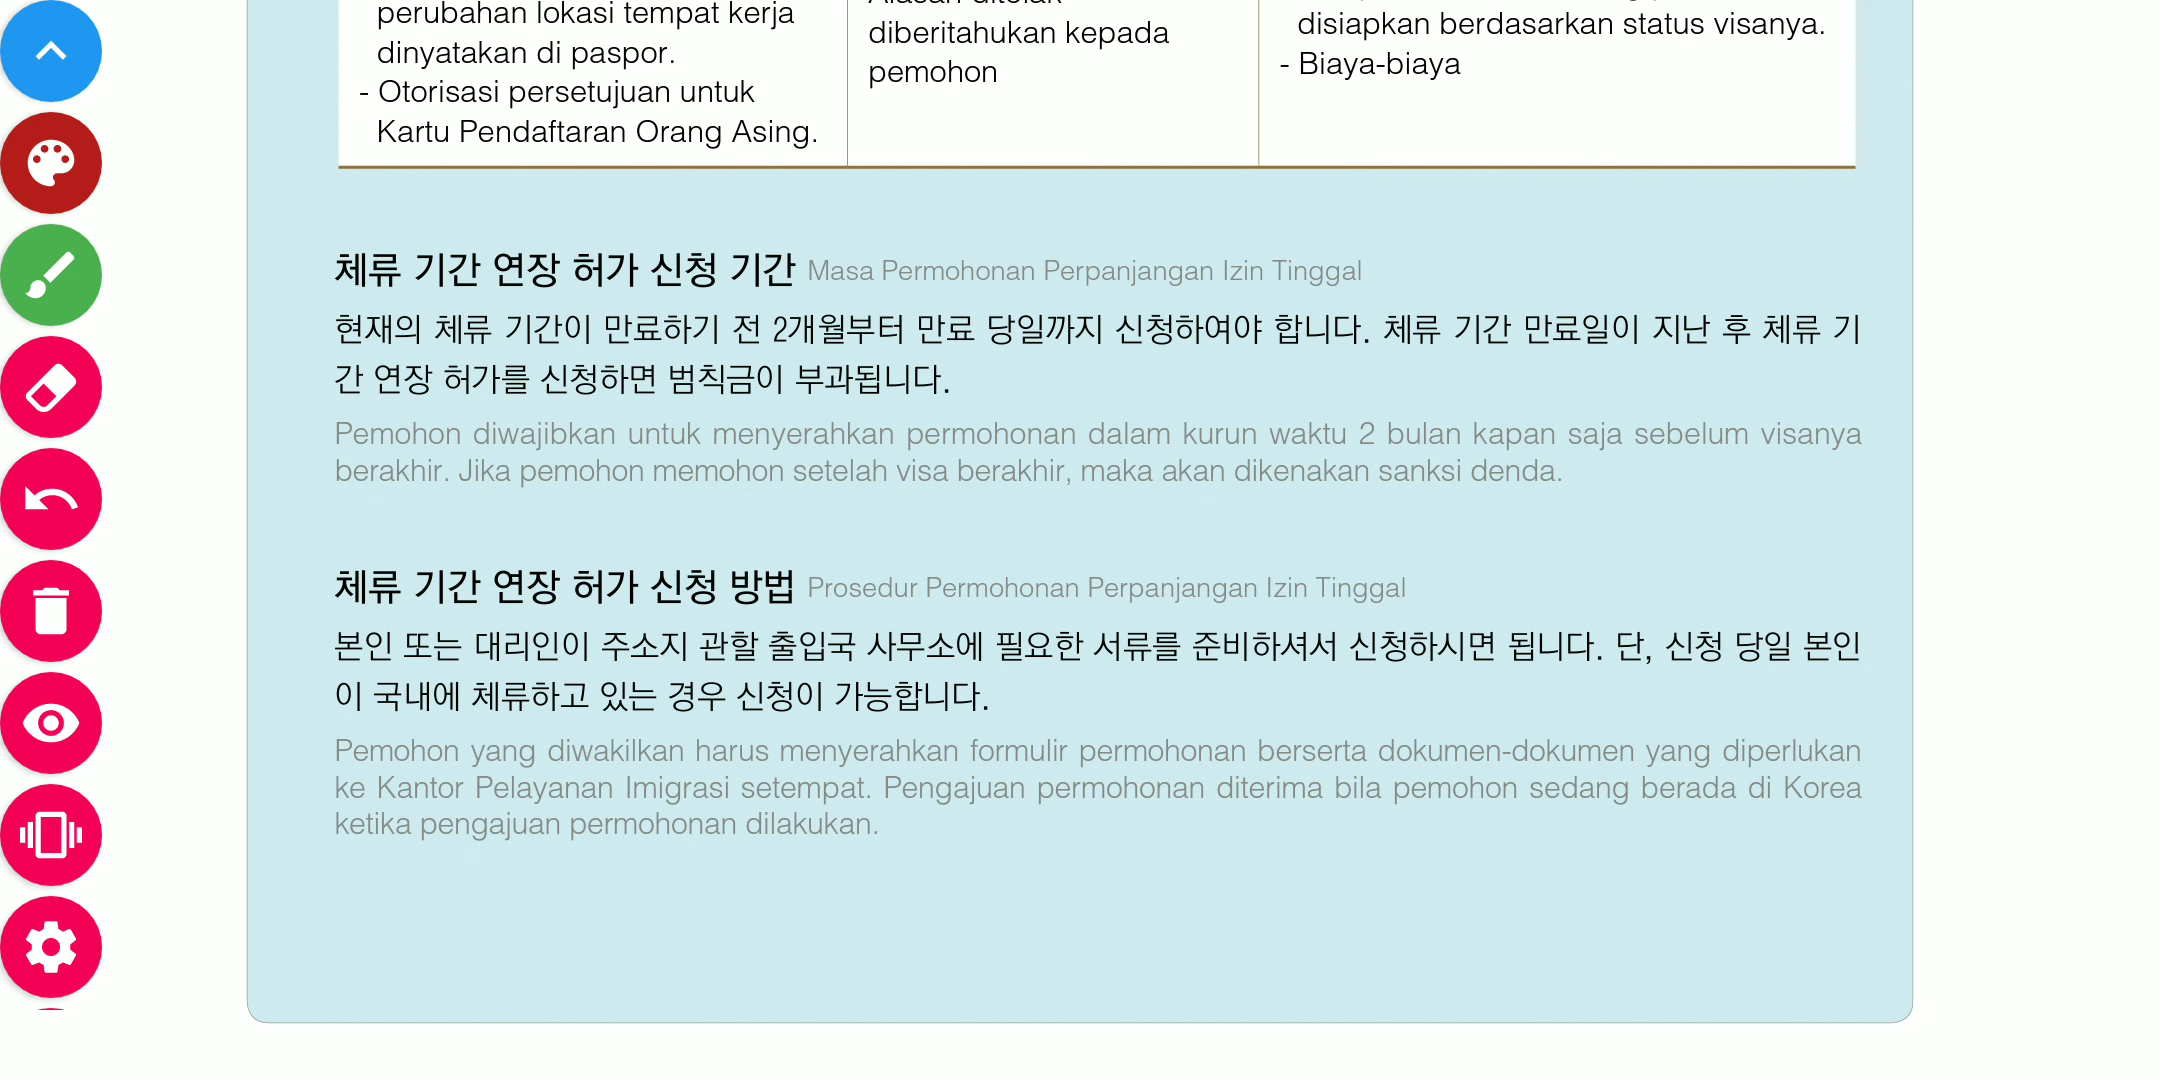 perubahan lokasi tempat kerja
dinyatakan di paspor.
- Otorisasi persetujuan untuk
Kartu Pendaftaran Orang Asing.
diberitahukan kepada
pemohon
disiapkan berdasarkan status visanya.
- Biaya-biaya
체류 기간 연장 허가 신청 기간 Masa Permohonan Perpanjangan Izin Tinggal
현재의 체류 기간이 만료하기 전 2개월부터 만료 당일까지 신청하여야 합니다. 체류 기간 만료일이 지난 후 체류 기
간 연장 허가를 신청하면 범칙금이 부과됩니다.
Pemohon diwajibkan untuk menyerahkan permohonan dalam kurun waktu 2 bulan kapan saja sebelum visanya
berakhir. Jika pemohon memohon setelah visa berakhir, maka akan dikenakan sanksi denda.
체류 기간 연장 허가 신청 방법 Prosedur Permohonan Perpanjangan Izin Tinggal
본인 또는 대리인이 주소지 관할 출입국 사무소에 필요한 서류를 준비하셔서 신청하시면 됩니다. 단, 신청 당일 본인
이 국내에 체류하고 있는 경우 신청이 가능합니다.
Pemohon yang diwakilkan harus menyerahkan formulir permohonan berserta dokumen-dokumen yang diperlukan
ke Kantor Pelayanan Imigrasi setempat. Pengajuan permohonan diterima bila pemohon sedang berada di Korea
ketika pengajuan permohonan dilakukan.